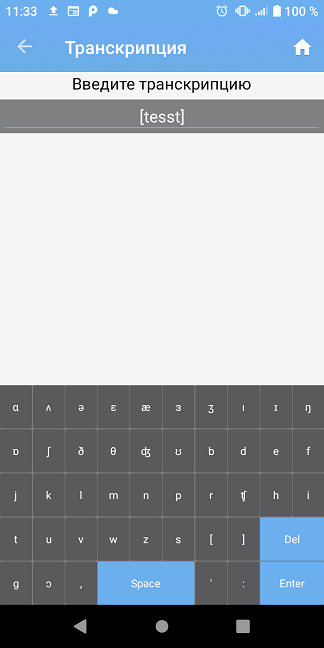 11:33 100 %
Транскрипция
Введите транскрипцию
[tesst]
ɑ ʌ ə ɛ æ ɜ ʒ ı ɪ ŋ
ɒ ʃ ð θ ʤ ʊ b d e f
j k l m n p r ʧ h i
t u v w z s [ ] Del
g ɔ , Space ' : Enter